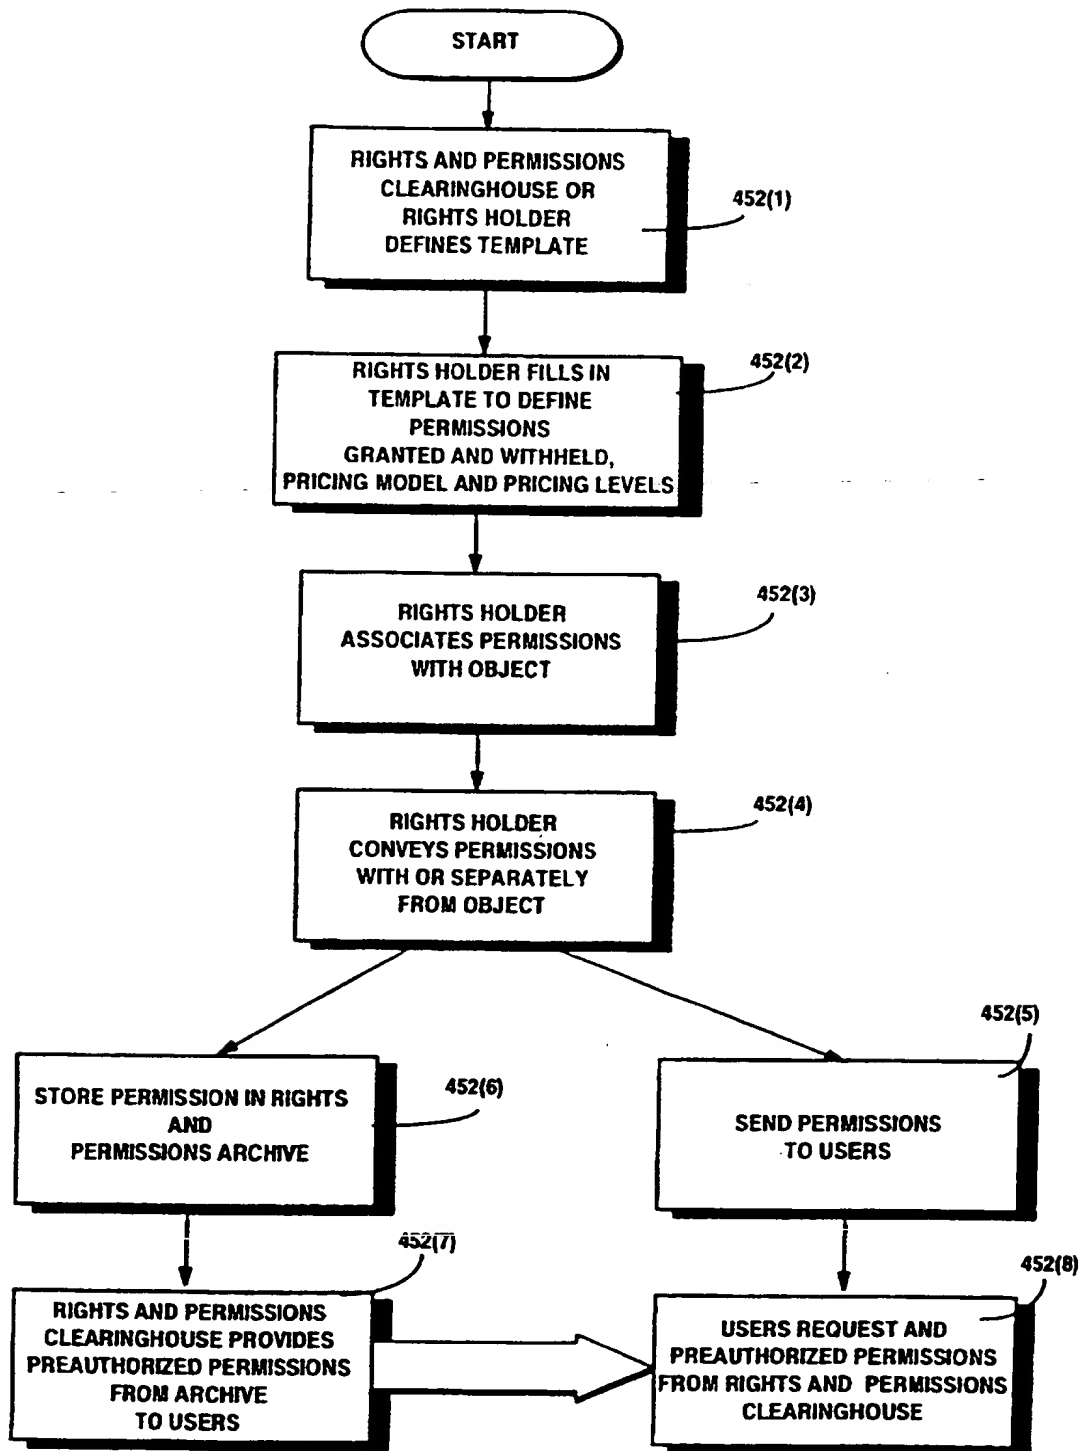 START
RIGHTS AND PERMISSIONS
CLEARINGHOUSE OR
RIGHTS HOLDER
DEFINES TEMPLATE
452(1)
RIGHTS HOLDER FILLS IN
TEMPLATE TO DEFINE
PERMISSIONS
GRANTED AND WITHHELD,
PRICING MODEL AND PRICING LEVELS
452(2)
RIGHTS HOLDER
ASSOCIATES PERMISSIONS
WITH OBJECT
452(3)
RIGHTS HOLDER
CONVEYS PERMISSIONS
WITH OR SEPARATELY
FROM OBJECT
452(4)
STORE PERMISSION IN RIGHTS
AND
PERMISSIONS ARCHIVE
452(6)
SEND PERMISSIONS
TO USERS
452(5)
RIGHTS AND PERMISSIONS
CLEARINGHOUSE PROVIDES
PREAUTHORIZED PERMISSIONS
FROM ARCHIVE
TO USERS
452(7)
USERS REQUEST AND
PREAUTHORIZED PERMISSIONS
FROM RIGHTS AND PERMISSIONS
CLEARINGHOUSE
452(8)